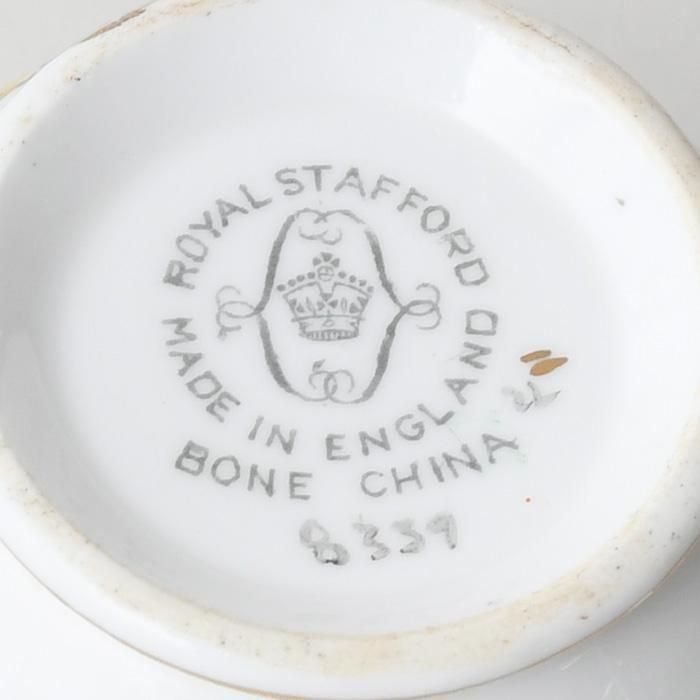 ROYAL STAFFORD
MADE IN ENGLAND
BONE CHINA
8339